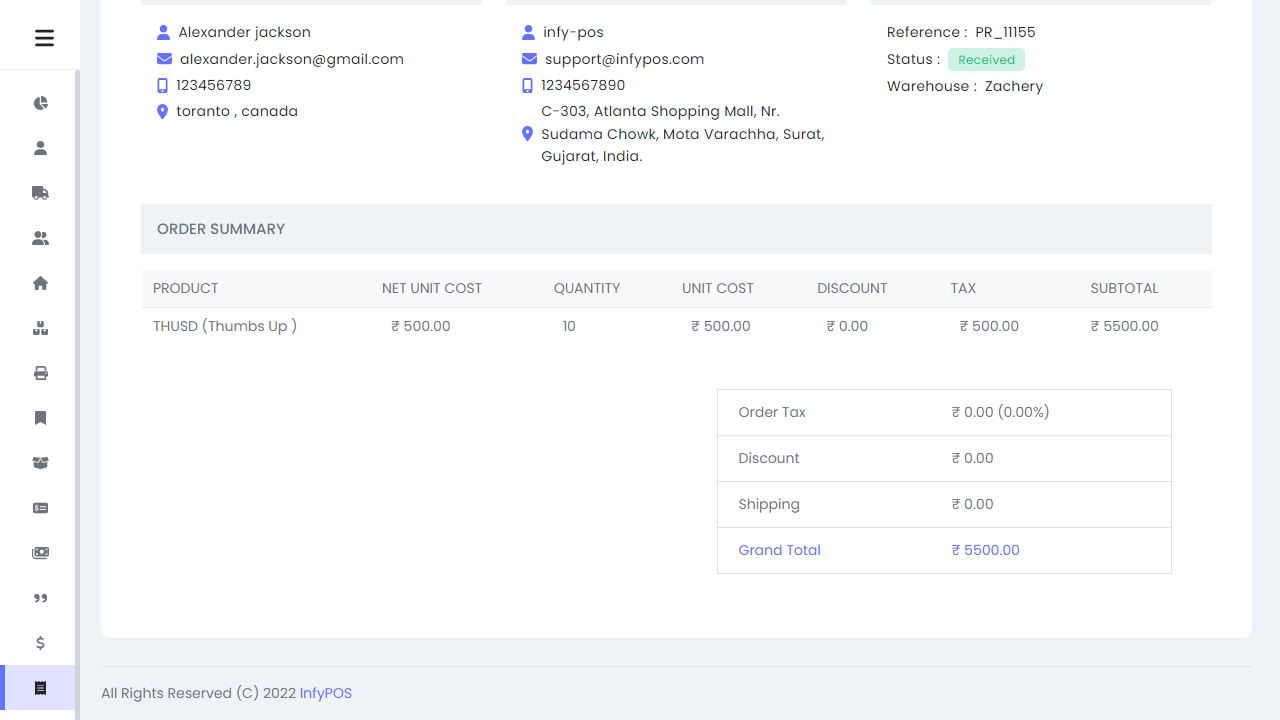 Alexander jackson
alexander.jackson@gmail.com
123456789
toranto , canada
infy-pos
support@infypos.com
1234567890
C-303, Atlanta Shopping Mall, Nr.
Sudama Chowk, Mota Varachha, Surat,
Gujarat, India.
Reference : PR_11155
Status : Received
Warehouse : Zachery
ORDER SUMMARY
PRODUCT NET UNIT COST QUANTITY UNIT COST DISCOUNT TAX SUBTOTAL
THUSD (Thumbs Up ) ₹ 500.00 10 ₹ 500.00 ₹ 0.00 ₹ 500.00 ₹ 5500.00
Order Tax ₹ 0.00 (0.00%)
Discount ₹ 0.00
Shipping ₹ 0.00
Grand Total ₹ 5500.00
All Rights Reserved (C) 2022 InfyPOS